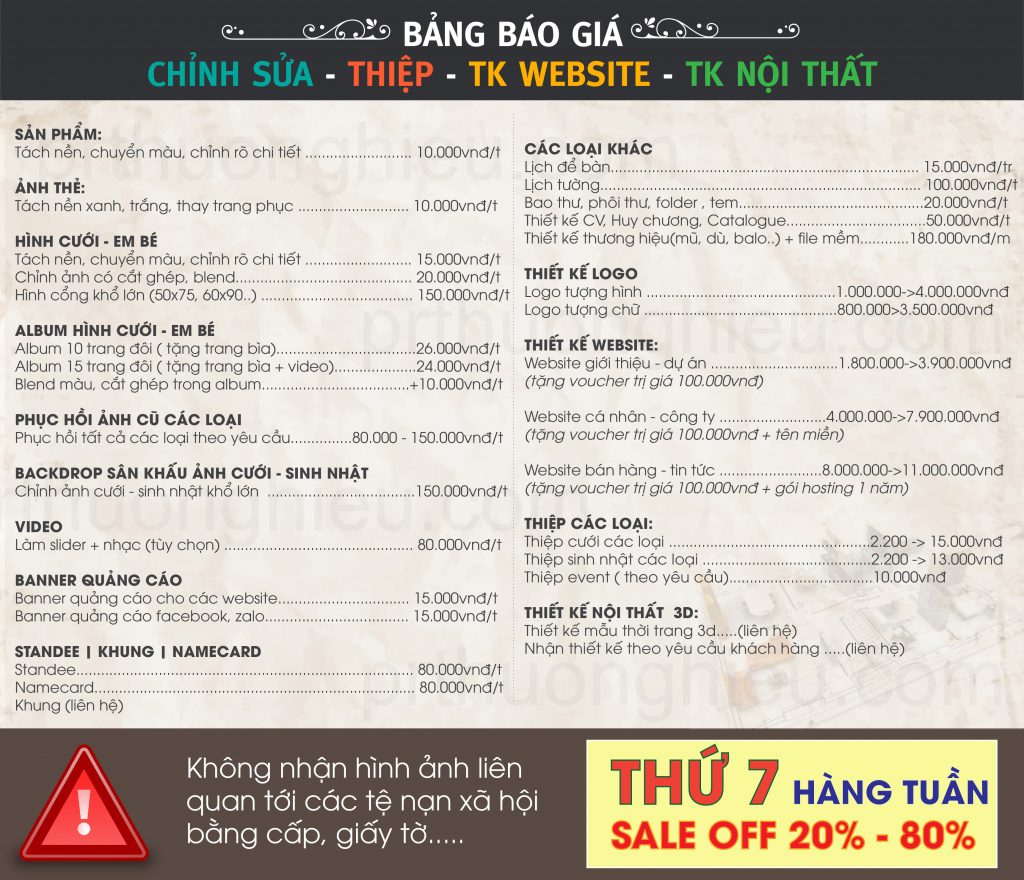 BẢNG BÁO GIÁ
CHỈNH SỬA - THIỆP - TK WEBSITE - TK NỘI THẤT
SẢN PHẨM:
Tách nền, chuyển màu, chỉnh rõ chi tiết .......................... 10.000vnđ/t
ẢNH THẺ:
Tách nền xanh, trắng, thay trang phục ........................... 10.000vnđ/t
HÌNH CƯỚI - EM BÉ
Tách nền, chuyển màu, chỉnh rõ chi tiết .......................... 15.000vnđ/t
Chỉnh ảnh có cắt ghép, blend........................................... 20.000vnđ/t
Hình cổng khổ lớn (50x75, 60x90..) ..................................... 150.000vnđ/t
ALBUM HÌNH CƯỚI - EM BÉ
Album 10 trang đôi ( tặng trang bìa)..................................26.000vnđ/t
Album 15 trang đôi ( tặng trang bìa + video)....................24.000vnđ/t
Blend màu, cắt ghép trong album....................................+10.000vnđ/t
PHỤC HỒI ẢNH CŨ CÁC LOẠI
Phục hồi tất cả các loại theo yêu cầu...............80.000 - 150.000vnđ/t
BACKDROP SÂN KHẤU ẢNH CƯỚI - SINH NHẬT
Chỉnh ảnh cưới - sinh nhật khổ lớn ....................................150.000vnđ/t
VIDEO
Làm slider + nhạc (tùy chọn) .............................................. 80.000vnđ/t
BANNER QUẢNG CÁO
Banner quảng cáo cho các website................................ 15.000vnđ/t
Banner quảng cáo facebook, zalo................................... 15.000vnđ/t
STANDEE | KHUNG | NAMECARD
Standee.................................................................................. 80.000vnđ/t
Namecard.............................................................................. 80.000vnđ/t
Khung (liên hệ)
CÁC LOẠI KHÁC
Lịch để bàn............................................................................ 15.000vnđ/tr
Lịch tường.............................................................................. 100.000vnđ/t
Bao thư, phôi thư, folder , tem.............................................20.000vnđ/t
Thiết kế CV, Huy chương, Catalogue..................................50.000vnđ/t
Thiết kế thương hiệu(mũ, dù, balo..) + file mềm............180.000vnđ/m
THIẾT KẾ LOGO
Logo tượng hình ..............................................1.000.000->4.000.000vnđ
Logo tượng chữ ...............................................800.000>3.500.000vnđ
THIẾT KẾ WEBSITE:
Website giới thiệu - dự án ...............................1.800.000->3.900.000vnđ
(tặng voucher trị giá 100.000vnđ)
Website cá nhân - công ty ..........................4.000.000->7.900.000vnđ
(tặng voucher trị giá 100.000vnđ + tên miền)
Website bán hàng - tin tức .........................8.000.000->11.000.000vnđ
(tặng voucher trị giá 100.000vnđ + gói hosting 1 năm)
THIỆP CÁC LOẠI:
Thiệp cưới các loại .................................................2.200 -> 15.000vnđ
Thiệp sinh nhật các loại .........................................2.200 -> 13.000vnđ
Thiệp event ( theo yêu cầu)...................................10.000vnđ
THIẾT KẾ NỘI THẤT 3D:
Thiết kế mẫu thời trang 3d.....(liên hệ)
Nhận thiết kế theo yêu cầu khách hàng .....(liên hệ)
Không nhận hình ảnh liên
quan tới các tệ nạn xã hội
bằng cấp, giấy tờ.....
THỨ 7 HÀNG TUẦN
SALE OFF 20% - 80%
prthuonghieu.com
prthuonghieu.com
prthuonghieu.com
prthuonghieu.com